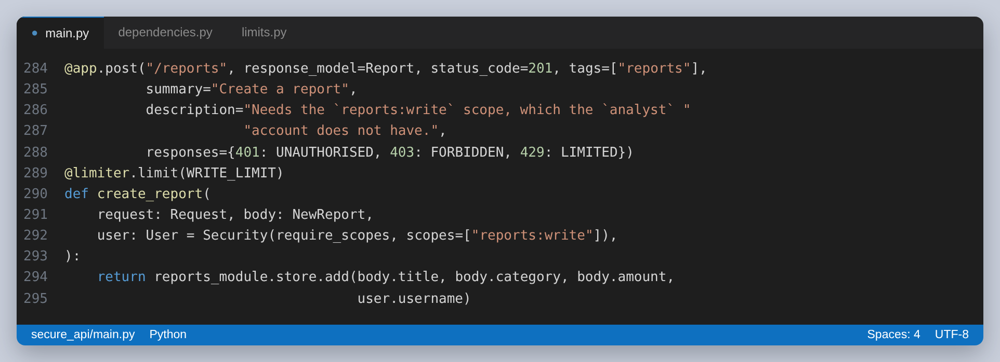 main.py dependencies.py limits.py
284 @app.post("/reports", response_model=Report, status_code=201, tags=["reports"],
285           summary="Create a report",
286           description="Needs the `reports:write` scope, which the `analyst` "
287                       "account does not have.",
288           responses={401: UNAUTHORISED, 403: FORBIDDEN, 429: LIMITED})
289 @limiter.limit(WRITE_LIMIT)
290 def create_report(
291     request: Request, body: NewReport,
292     user: User = Security(require_scopes, scopes=["reports:write"]),
293 ):
294     return reports_module.store.add(body.title, body.category, body.amount,
295                                     user.username)
secure_api/main.py Python Spaces: 4 UTF-8